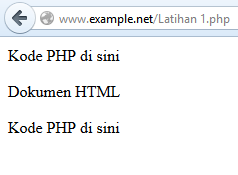 www.example.net/Latihan 1.php
Kode PHP di sini
Dokumen HTML
Kode PHP di sini